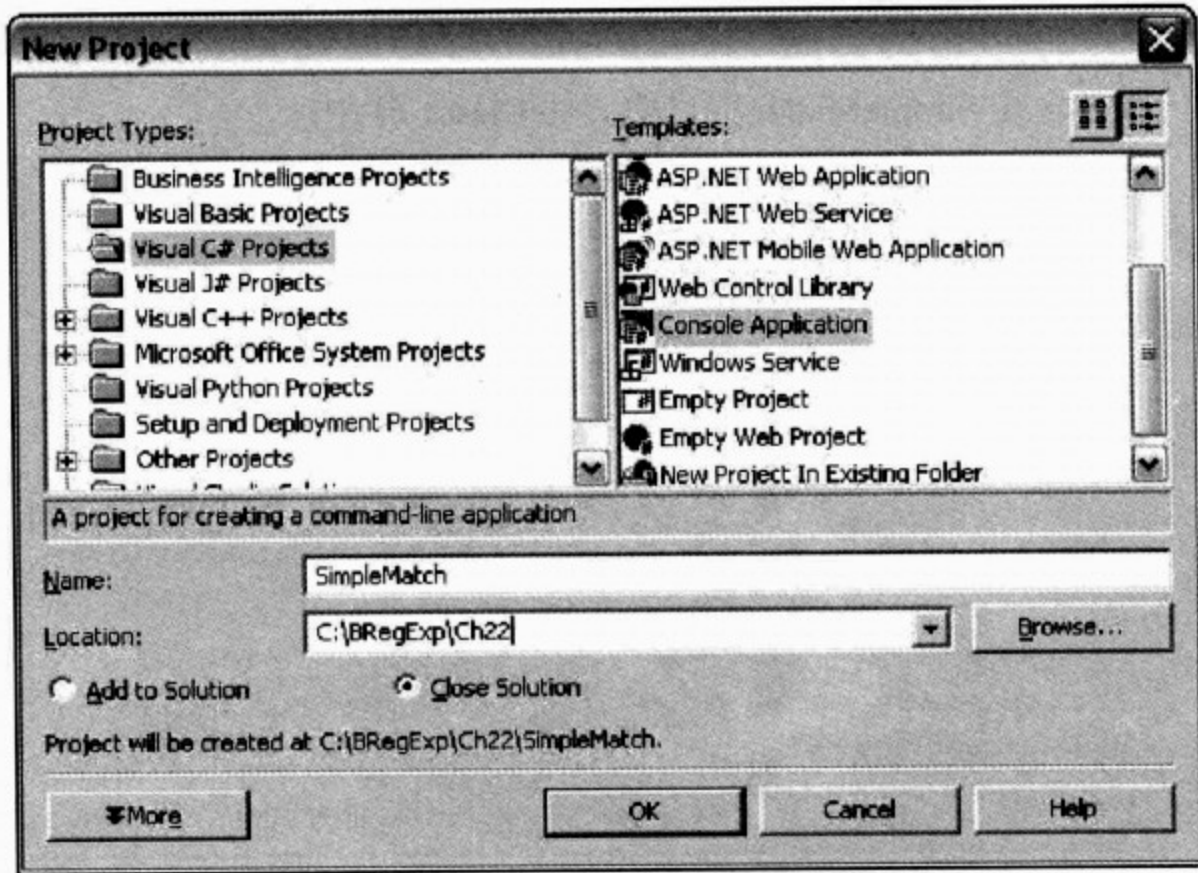 New Project
Project Types:
Templates:
Business Intelligence Projects
Visual Basic Projects
Visual C# Projects
Visual J# Projects
Visual C++ Projects
Microsoft Office System Projects
Visual Python Projects
Setup and Deployment Projects
Other Projects
ASP.NET Web Application
ASP.NET Web Service
ASP.NET Mobile Web Application
Web Control Library
Console Application
Windows Service
Empty Project
Empty Web Project
New Project In Existing Folder
A project for creating a command-line application
Name:
SimpleMatch
Location:
C:\BRegExp\Ch22
Browse...
Add to Solution
Close Solution
Project will be created at C:\BRegExp\Ch22\SimpleMatch.
More
OK
Cancel
Help